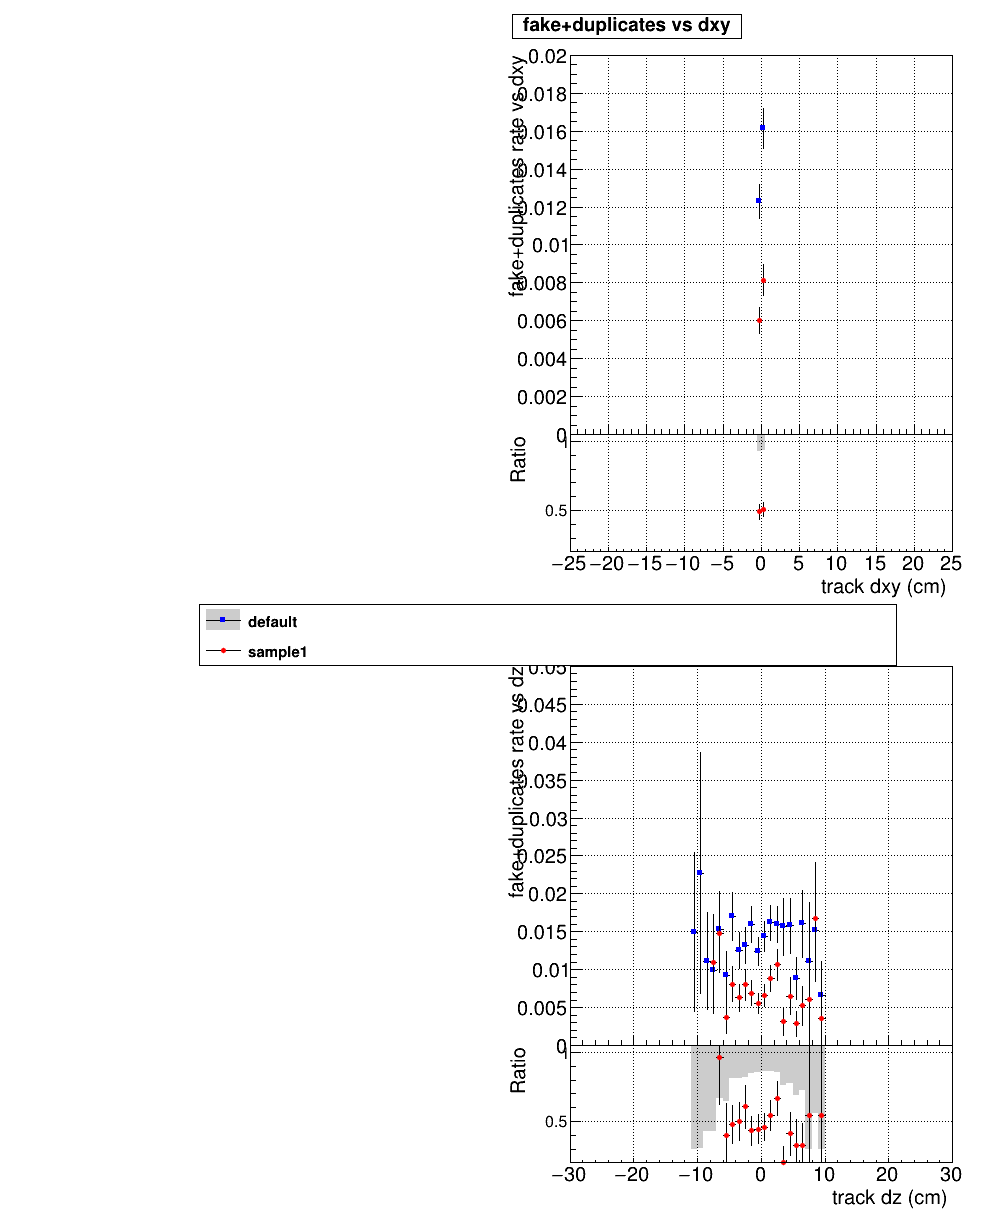 fake+duplicates vs dxy
fake+duplicates rate vs dxy
0.02
0.018
0.016
0.014
0.012
0.01
0.008
0.006
0.004
0.002
0
Ratio
1
0.5
−25 −20 −15 −10 −5 0 5 10 15 20 25
track dxy (cm)
default
sample1
fake+duplicates rate vs dz
0.05
0.045
0.04
0.035
0.03
0.025
0.02
0.015
0.01
0.005
0
Ratio
1
0.5
−30 −20 −10 0 10 20 30
track dz (cm)